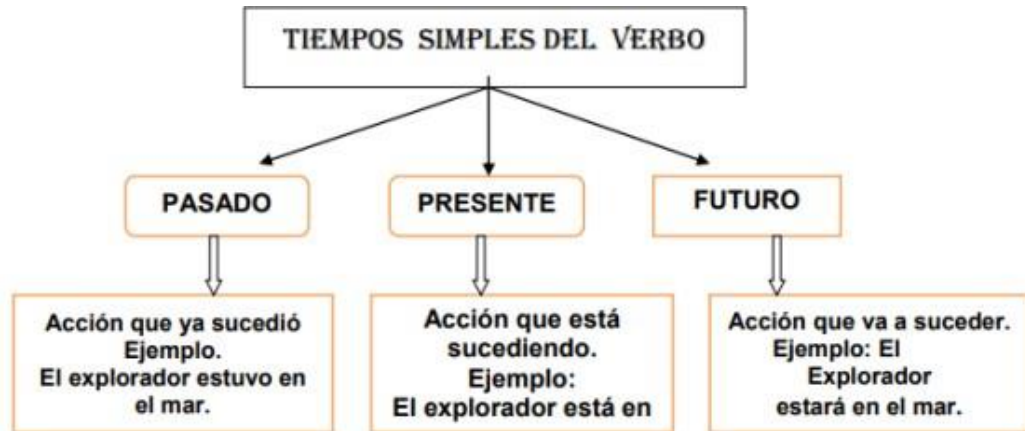 TIEMPOS SIMPLES DEL VERBO
PASADO
PRESENTE
FUTURO
Acción que ya sucedió
Ejemplo.
El explorador estuvo en
el mar.
Acción que está
sucediendo.
Ejemplo:
El explorador está en
Acción que va a suceder.
Ejemplo: El
Explorador
estará en el mar.